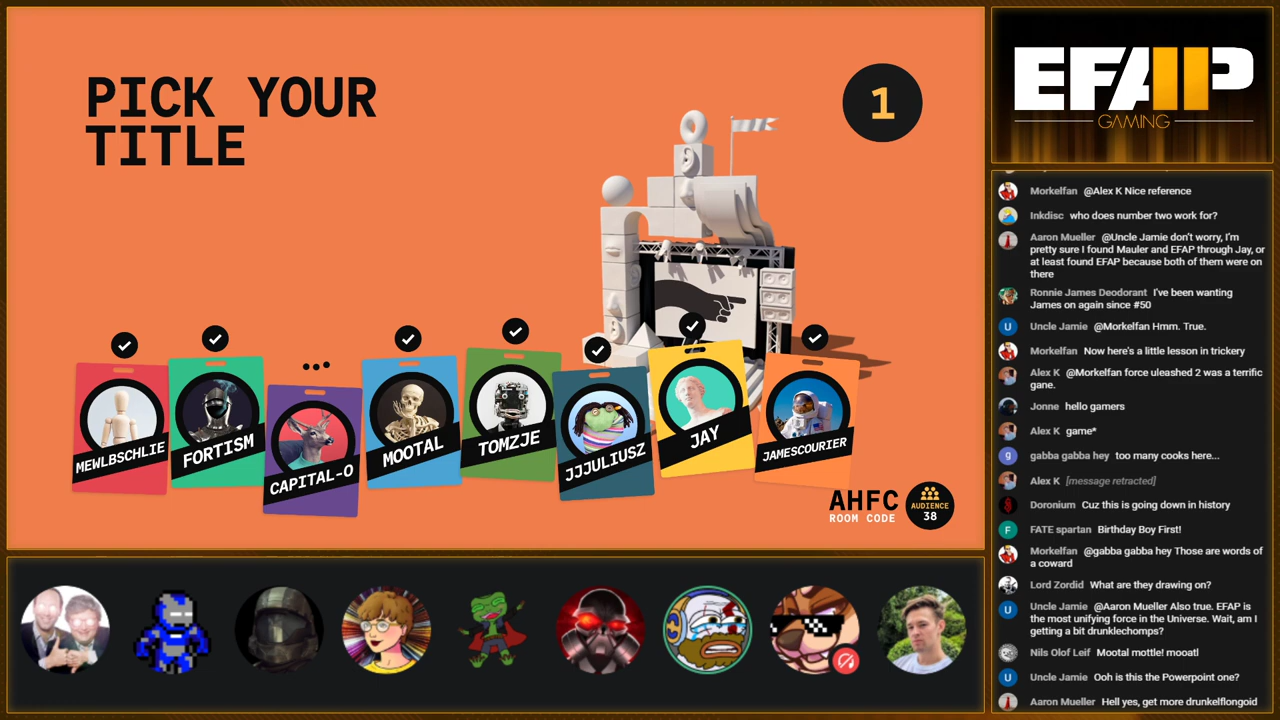 PICK YOUR
TITLE
1
MEWLBSCHLIE
FORTISM
CAPITAL-O
MOOTAL
TOMZJE
JJJULIUSZ
JAY
JAMESCOURIER
AHFC
ROOM CODE
AUDIENCE
38
EFAP
GAMING
Morkelfan @Alex K Nice reference
Inkdisc who does number two work for?
Aaron Mueller @Uncle Jamie don't worry, I'm
pretty sure I found Mauler and EFAP through Jay, or
at least found EFAP because both of them were on
there
Ronnie James Deodorant I've been wanting
James on again since #50
U Uncle Jamie @Morkelfan Hmm. True.
Morkelfan Now here's a little lesson in trickery
Alex K @Morkelfan force uleashed 2 was a terrific
gane.
Jonne hello gamers
Alex K game*
g gabba gabba hey too many cooks here...
Alex K [message retracted]
Doronium Cuz this is going down in history
F FATE spartan Birthday Boy First!
Morkelfan @gabba gabba hey Those are words of
a coward
Lord Zordid What are they drawing on?
U Uncle Jamie @Aaron Mueller Also true. EFAP is
the most unifying force in the Universe. Wait, am I
getting a bit drunklechomps?
Nils Olof Leif Mootal mottle! mooatl
U Uncle Jamie Ooh is this the Powerpoint one?
Aaron Mueller Hell yes, get more drunkelflongoid